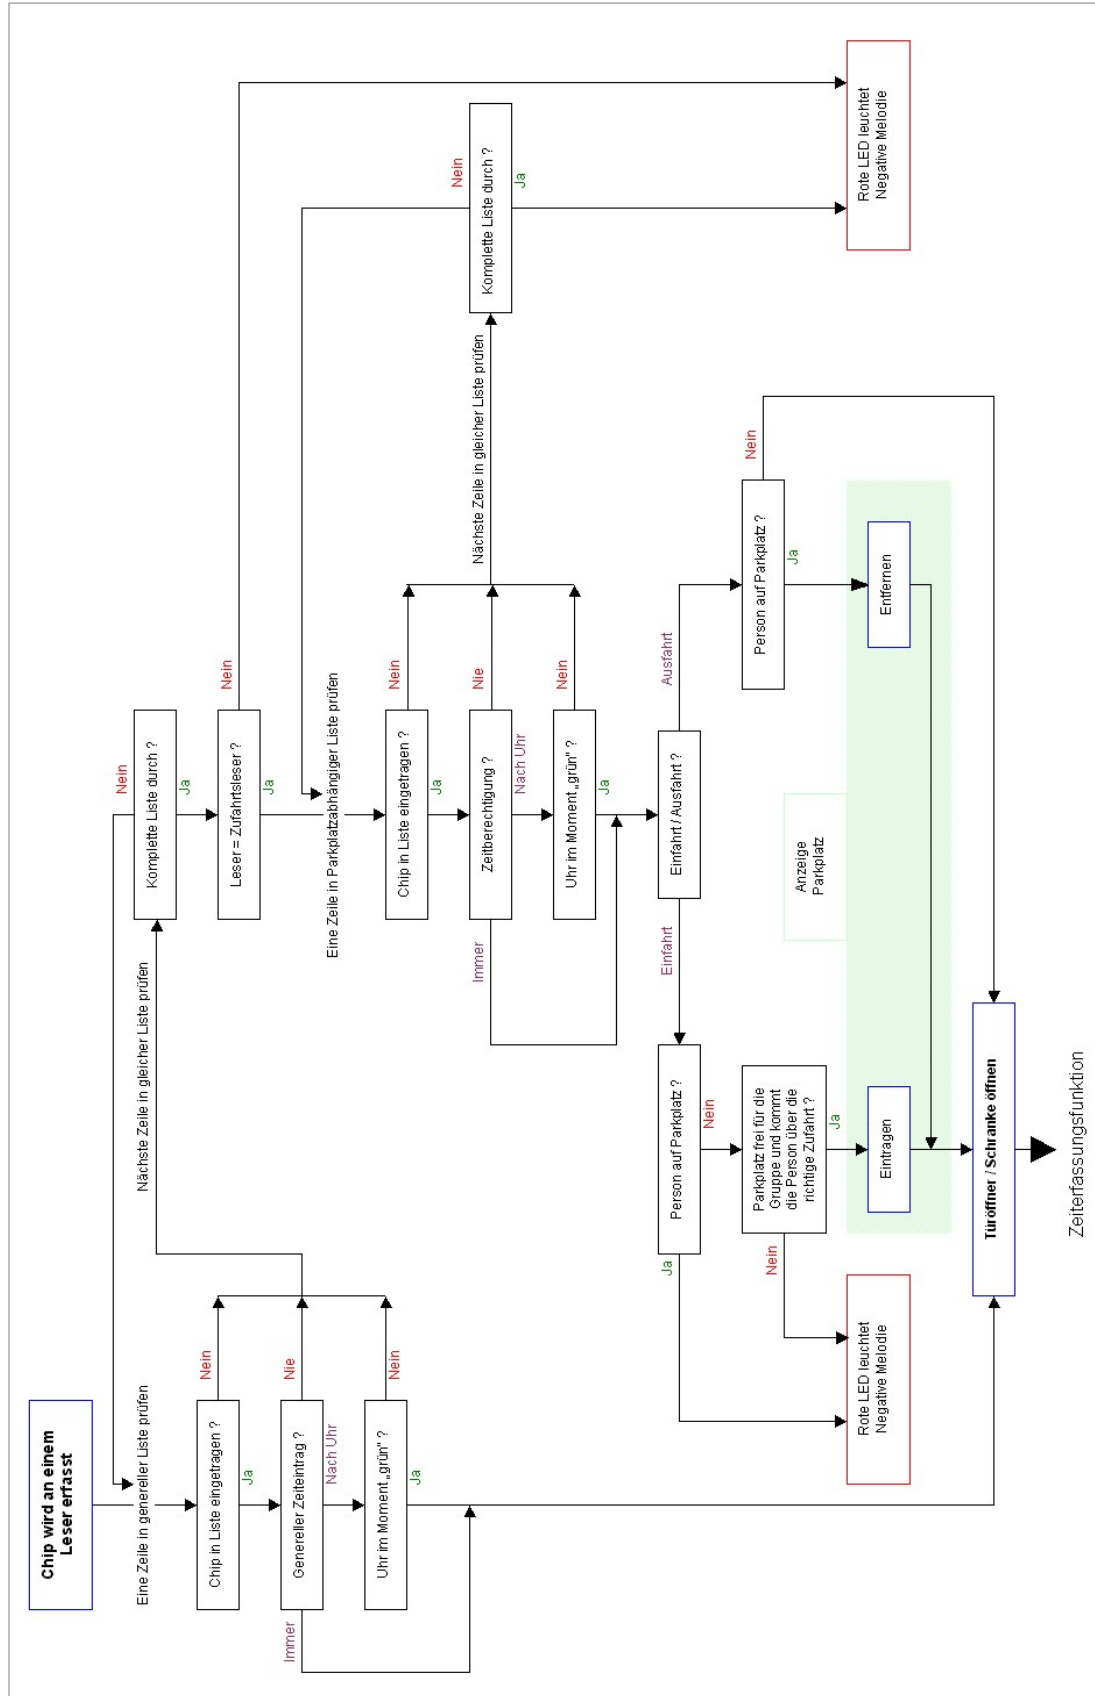 Chip wird an einem
Leser erfasst
Eine Zeile in genereller Liste prüfen
Chip in Liste eingetragen ?
Nein
Ja
Genereller Zeiteintrag ?
Nie
Immer
Nach Uhr
Uhr im Moment „grün" ?
Nein
Ja
Nächste Zeile in gleicher Liste prüfen
Nein
Komplette Liste durch ?
Ja
Leser = Zufahrtsleser ?
Nein
Ja
Eine Zeile in Parkplatzabhängiger Liste prüfen
Chip in Liste eingetragen ?
Nein
Ja
Zeitberechtigung ?
Nie
Immer
Nach Uhr
Uhr im Moment „grün" ?
Nein
Ja
Nächste Zeile in gleicher Liste prüfen
Nein
Komplette Liste durch ?
Ja
Rote LED leuchtet
Negative Melodie
Einfahrt / Ausfahrt ?
Einfahrt
Ausfahrt
Person auf Parkplatz ?
Ja
Nein
Parkplatz frei für die
Gruppe und kommt
die Person über die
richtige Zufahrt ?
Nein
Ja
Rote LED leuchtet
Negative Melodie
Eintragen
Anzeige
Parkplatz
Person auf Parkplatz ?
Nein
Ja
Entfernen
Türöffner / Schranke öffnen
Zeiterfassungsfunktion